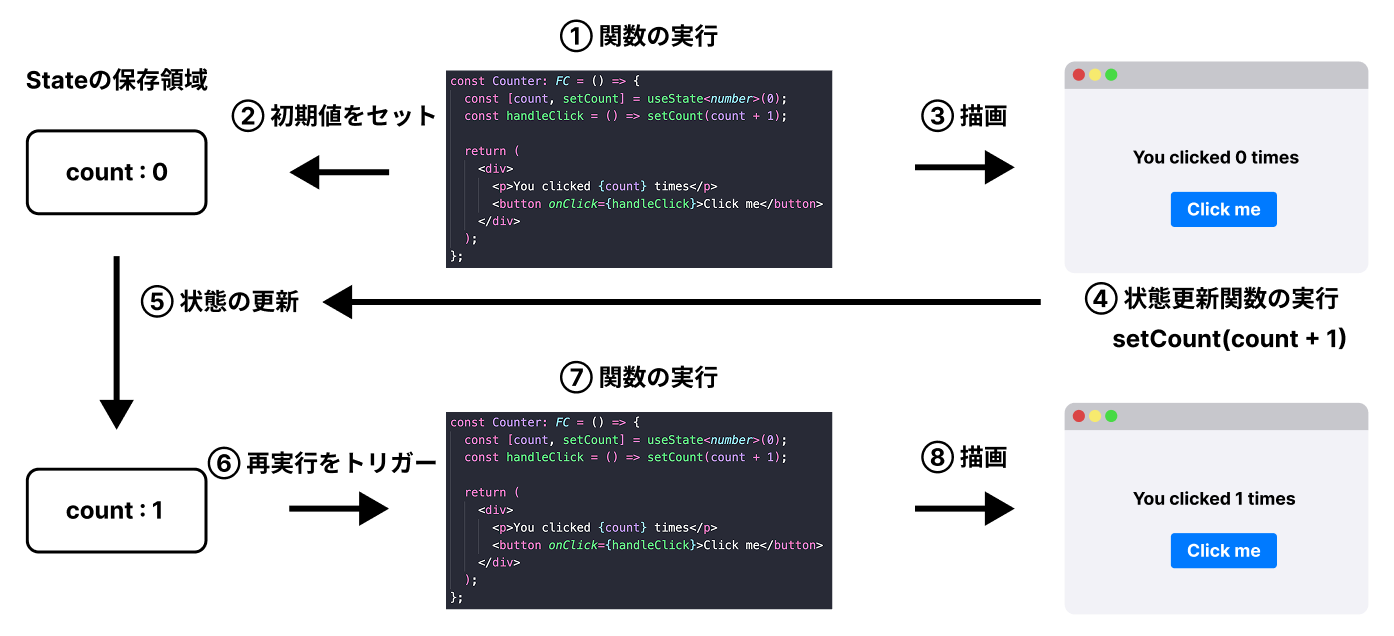 ① 関数の実行
Stateの保存領域
② 初期値をセット
count : 0
const Counter: FC = () => {
const [count, setCount] = useState<number>(0);
const handleClick = () => setCount(count + 1);
return (
<div>
<p>You clicked {count} times</p>
<button onClick={handleClick}>Click me</button>
</div>
);
};
③ 描画
You clicked 0 times
Click me
④ 状態更新関数の実行
setCount(count + 1)
⑤ 状態の更新
count : 1
⑥ 再実行をトリガー
⑦ 関数の実行
const Counter: FC = () => {
const [count, setCount] = useState<number>(0);
const handleClick = () => setCount(count + 1);
return (
<div>
<p>You clicked {count} times</p>
<button onClick={handleClick}>Click me</button>
</div>
);
};
⑧ 描画
You clicked 1 times
Click me